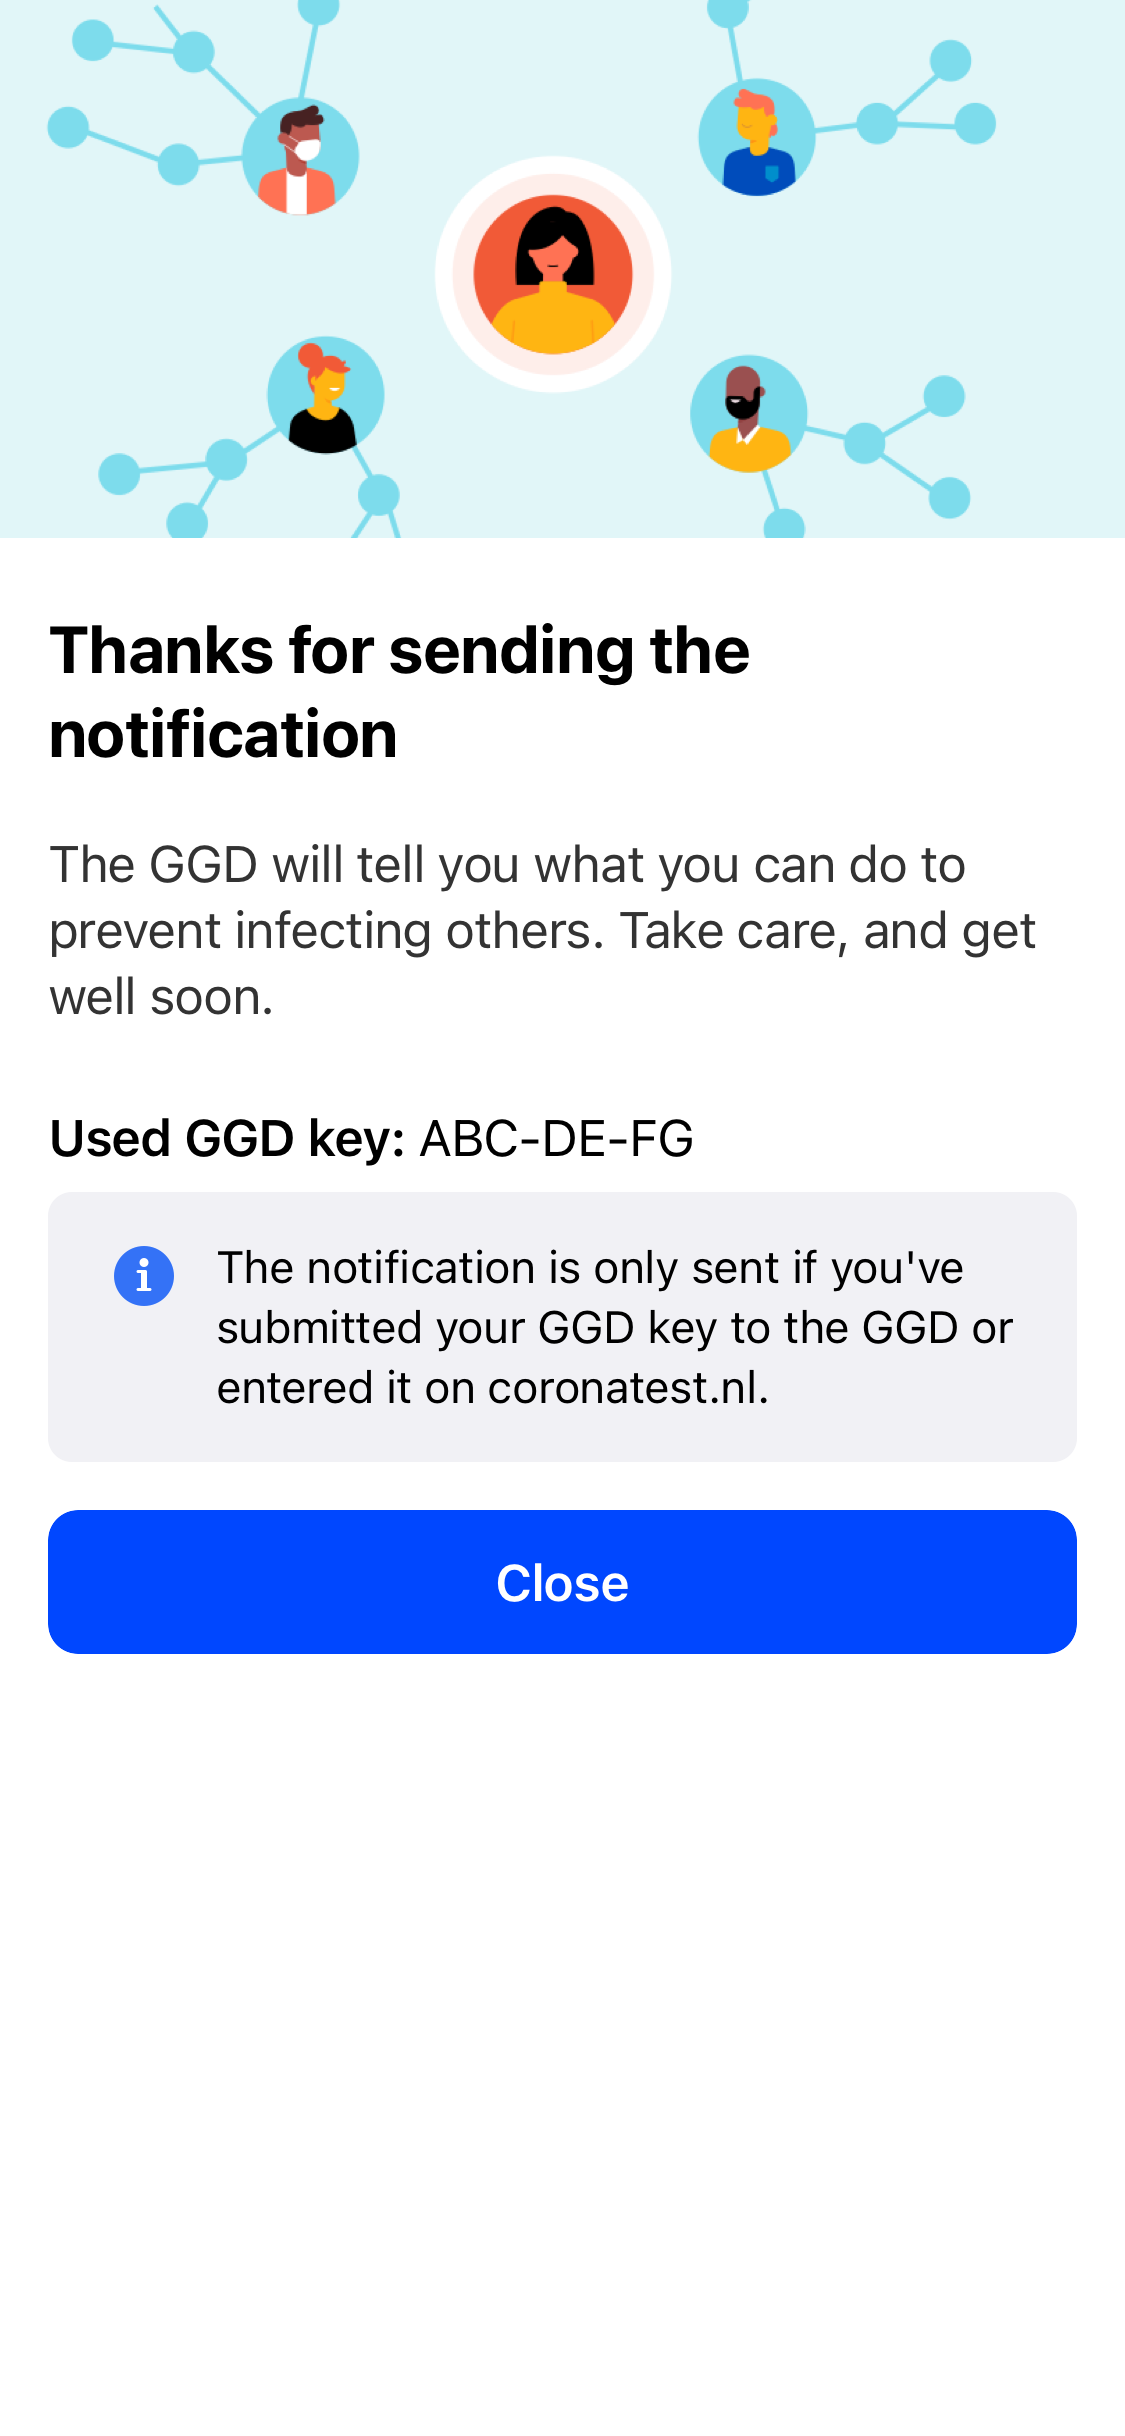 Thanks for sending the
notification
The GGD will tell you what you can do to
prevent infecting others. Take care, and get
well soon.
Used GGD key: ABC-DE-FG
The notification is only sent if you've
submitted your GGD key to the GGD or
entered it on coronatest.nl.
Close